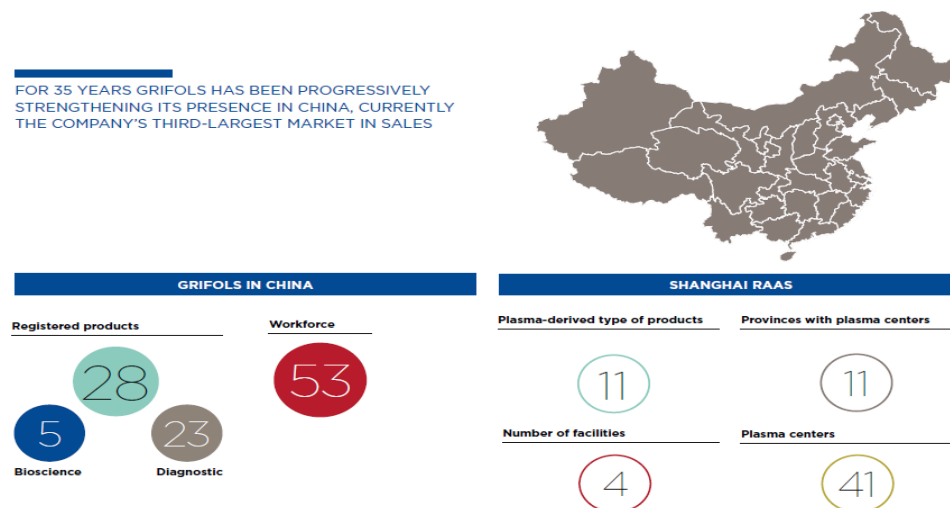 FOR 35 YEARS GRIFOLS HAS BEEN PROGRESSIVELY
STRENGTHENING ITS PRESENCE IN CHINA, CURRENTLY
THE COMPANY'S THIRD-LARGEST MARKET IN SALES
GRIFOLS IN CHINA
Registered products
Workforce
28
53
5
23
Bioscience
Diagnostic
SHANGHAI RAAS
Plasma-derived type of products
Provinces with plasma centers
11
11
Number of facilities
Plasma centers
4
41